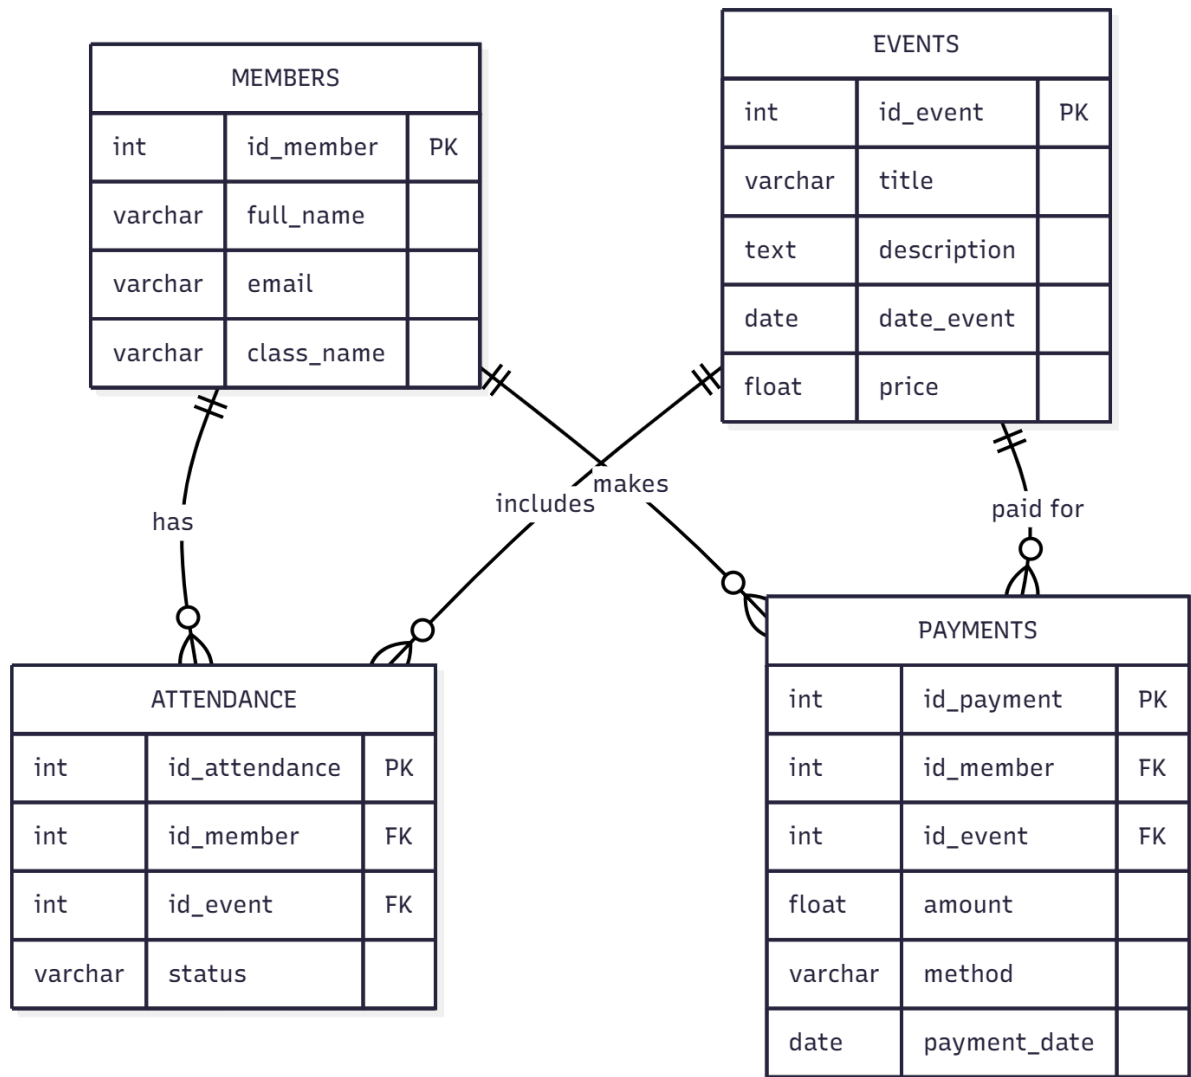 MEMBERS
int id_member PK
varchar full_name
varchar email
varchar class_name
EVENTS
int id_event PK
varchar title
text description
date date_event
float price
has
includes
makes
paid for
ATTENDANCE
int id_attendance PK
int id_member FK
int id_event FK
varchar status
PAYMENTS
int id_payment PK
int id_member FK
int id_event FK
float amount
varchar method
date payment_date